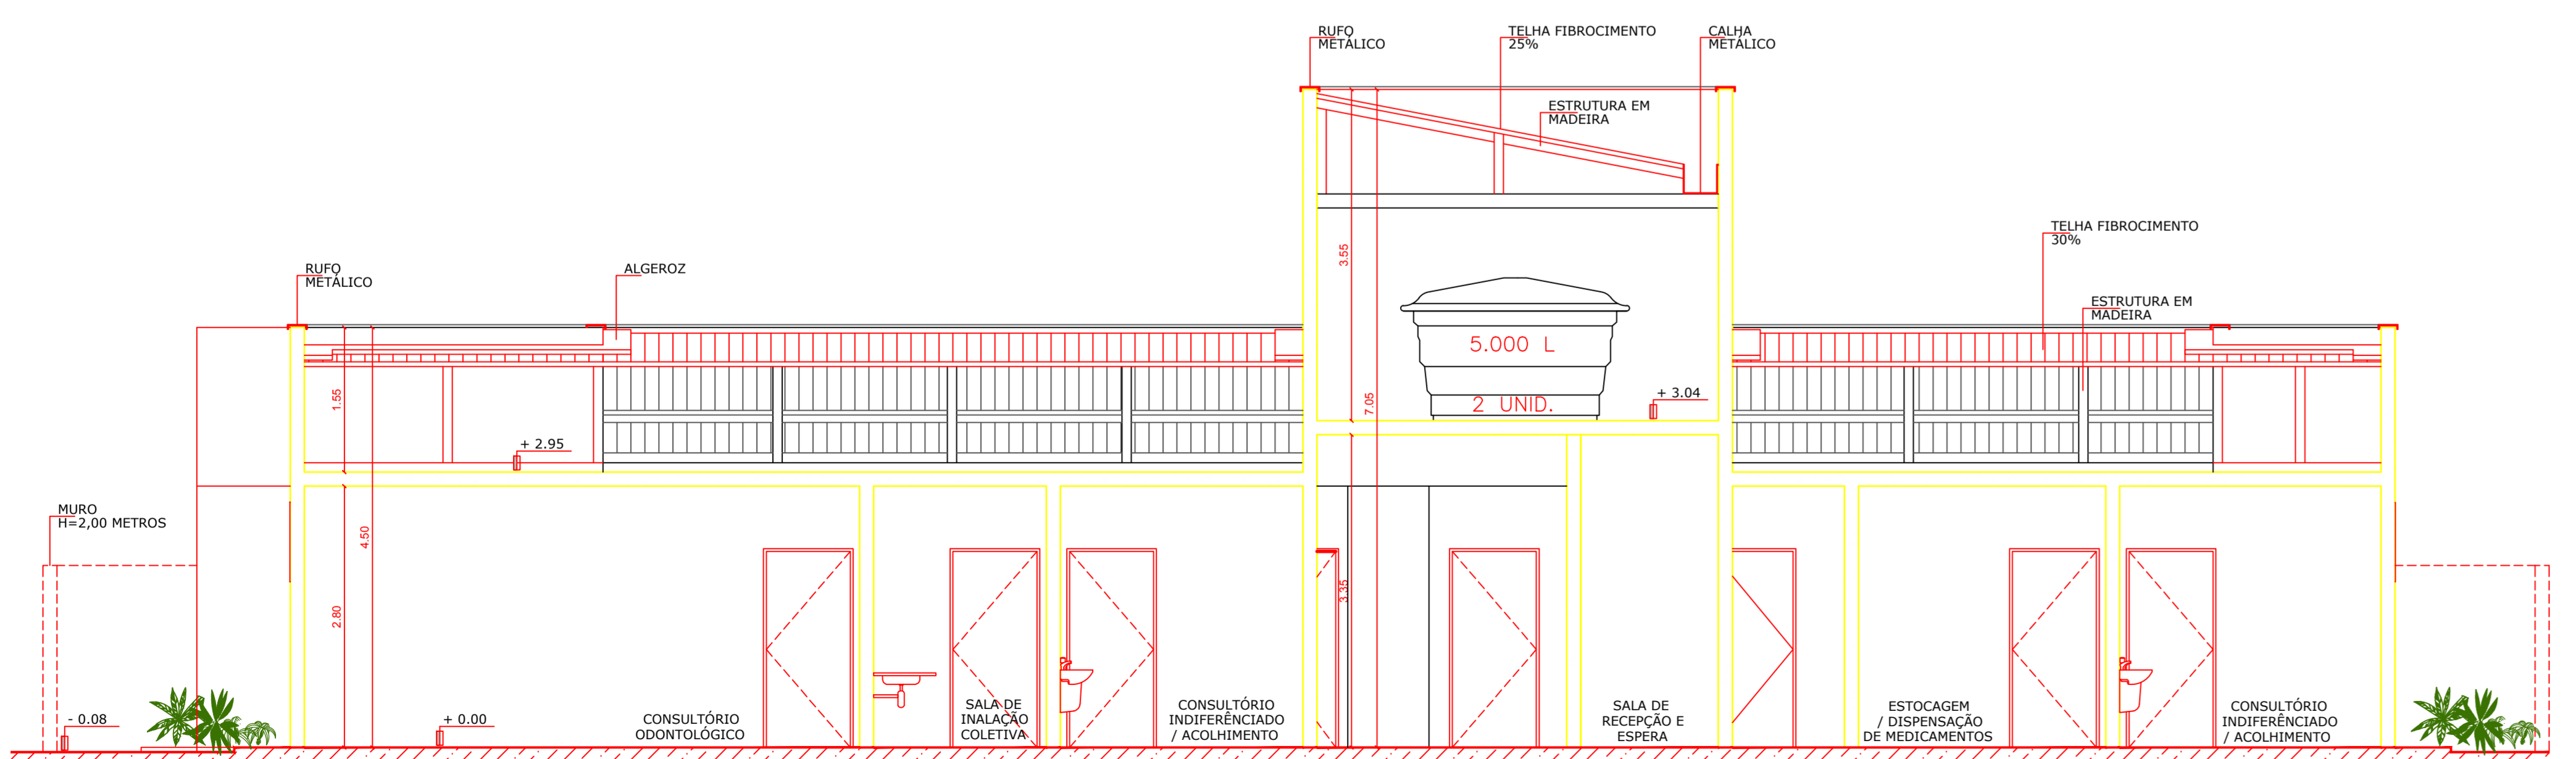 RUFO
METÁLICO
TELHA FIBROCIMENTO
25%
CALHA
METÁLICO
ESTRUTURA EM
MADEIRA
TELHA FIBROCIMENTO
30%
RUFO
METÁLICO
ALGEROZ
ESTRUTURA EM
MADEIRA
3.55
5.000 L
2 UNID.
+ 3.04
7.05
1.55
+ 2.95
MURO
H=2,00 METROS
4.50
2.80
3.35
- 0.08
+ 0.00
CONSULTÓRIO
ODONTOLÓGICO
SALA DE
INALAÇÃO
COLETIVA
CONSULTÓRIO
INDIFERÊNCIADO
/ ACOLHIMENTO
SALA DE
RECEPÇÃO E
ESPERA
ESTOCAGEM
/ DISPENSAÇÃO
DE MEDICAMENTOS
CONSULTÓRIO
INDIFERÊNCIADO
/ ACOLHIMENTO